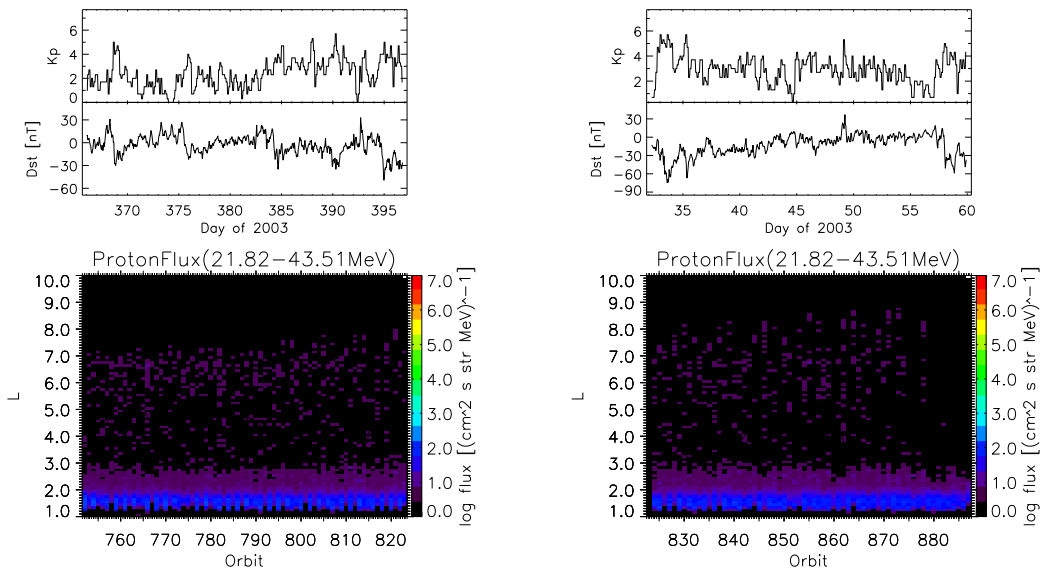 6
4
2
0
Kp
30
0
-30
-60
Dst [nT]
370 375 380 385 390 395
Day of 2003
ProtonFlux(21.82-43.51MeV)
10.0
9.0
8.0
7.0
6.0
5.0
4.0
3.0
2.0
1.0
L
760 770 780 790 800 810 820
Orbit
7.0
6.0
5.0
4.0
3.0
2.0
1.0
0.0
log flux [(cm^2 s str MeV)^-1]
6
4
2
Kp
30
0
-30
-60
-90
Dst [nT]
35 40 45 50 55 60
Day of 2003
ProtonFlux(21.82-43.51MeV)
10.0
9.0
8.0
7.0
6.0
5.0
4.0
3.0
2.0
1.0
L
830 840 850 860 870 880
Orbit
7.0
6.0
5.0
4.0
3.0
2.0
1.0
0.0
log flux [(cm^2 s str MeV)^-1]